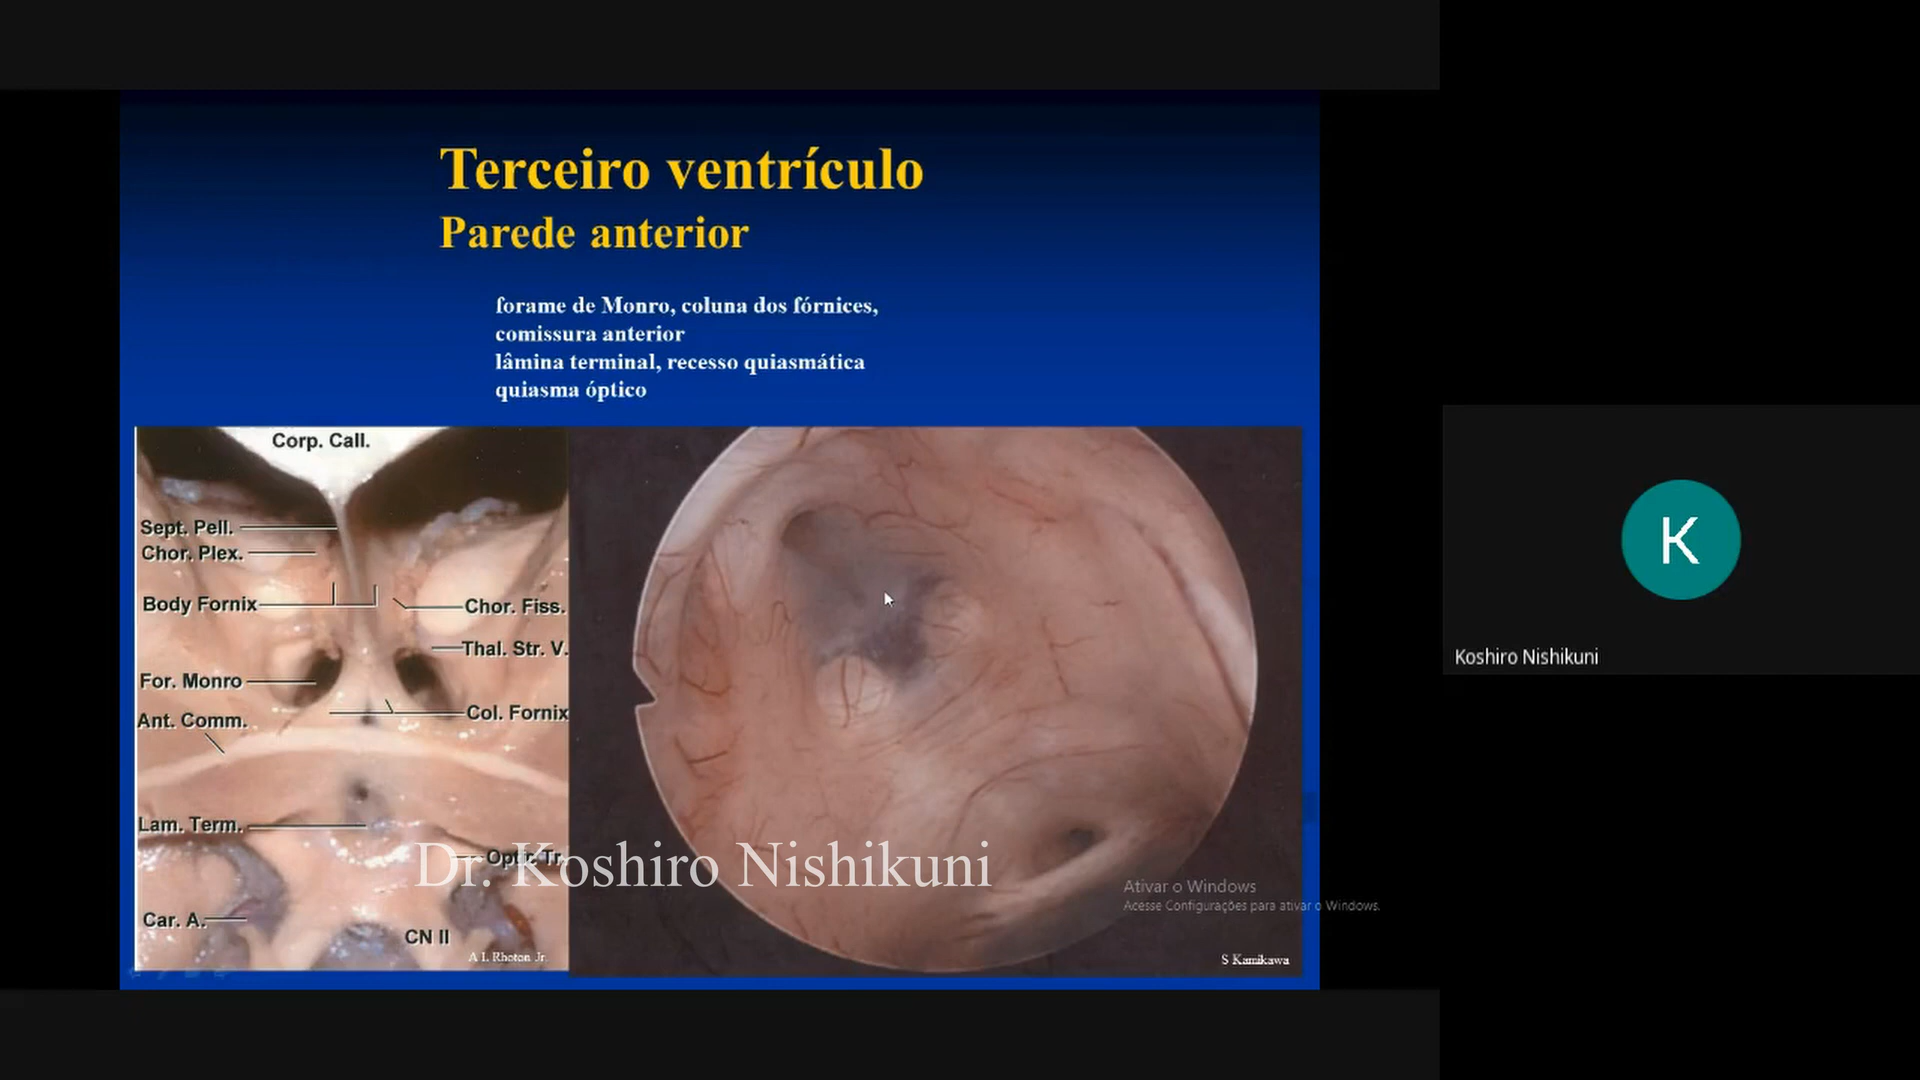 Terceiro ventrículo
Parede anterior
forame de Monro, coluna dos fórnices,
comissura anterior
lâmina terminal, recesso quiasmática
quiasma óptico
Corp. Call.
Sept. Pell.
Chor. Plex.
Body Fornix
Chor. Fiss.
Thal. Str. V.
For. Monro
Col. Fornix
Ant. Comm.
Lam. Term.
Optic Tr.
Dr. Koshiro Nishikuni
Car. A.
CN II
A L Rhoton Jr.
S Kamikawa
Ativar o Windows
Acesse Configurações para ativar o Windows.
K
Koshiro Nishikuni